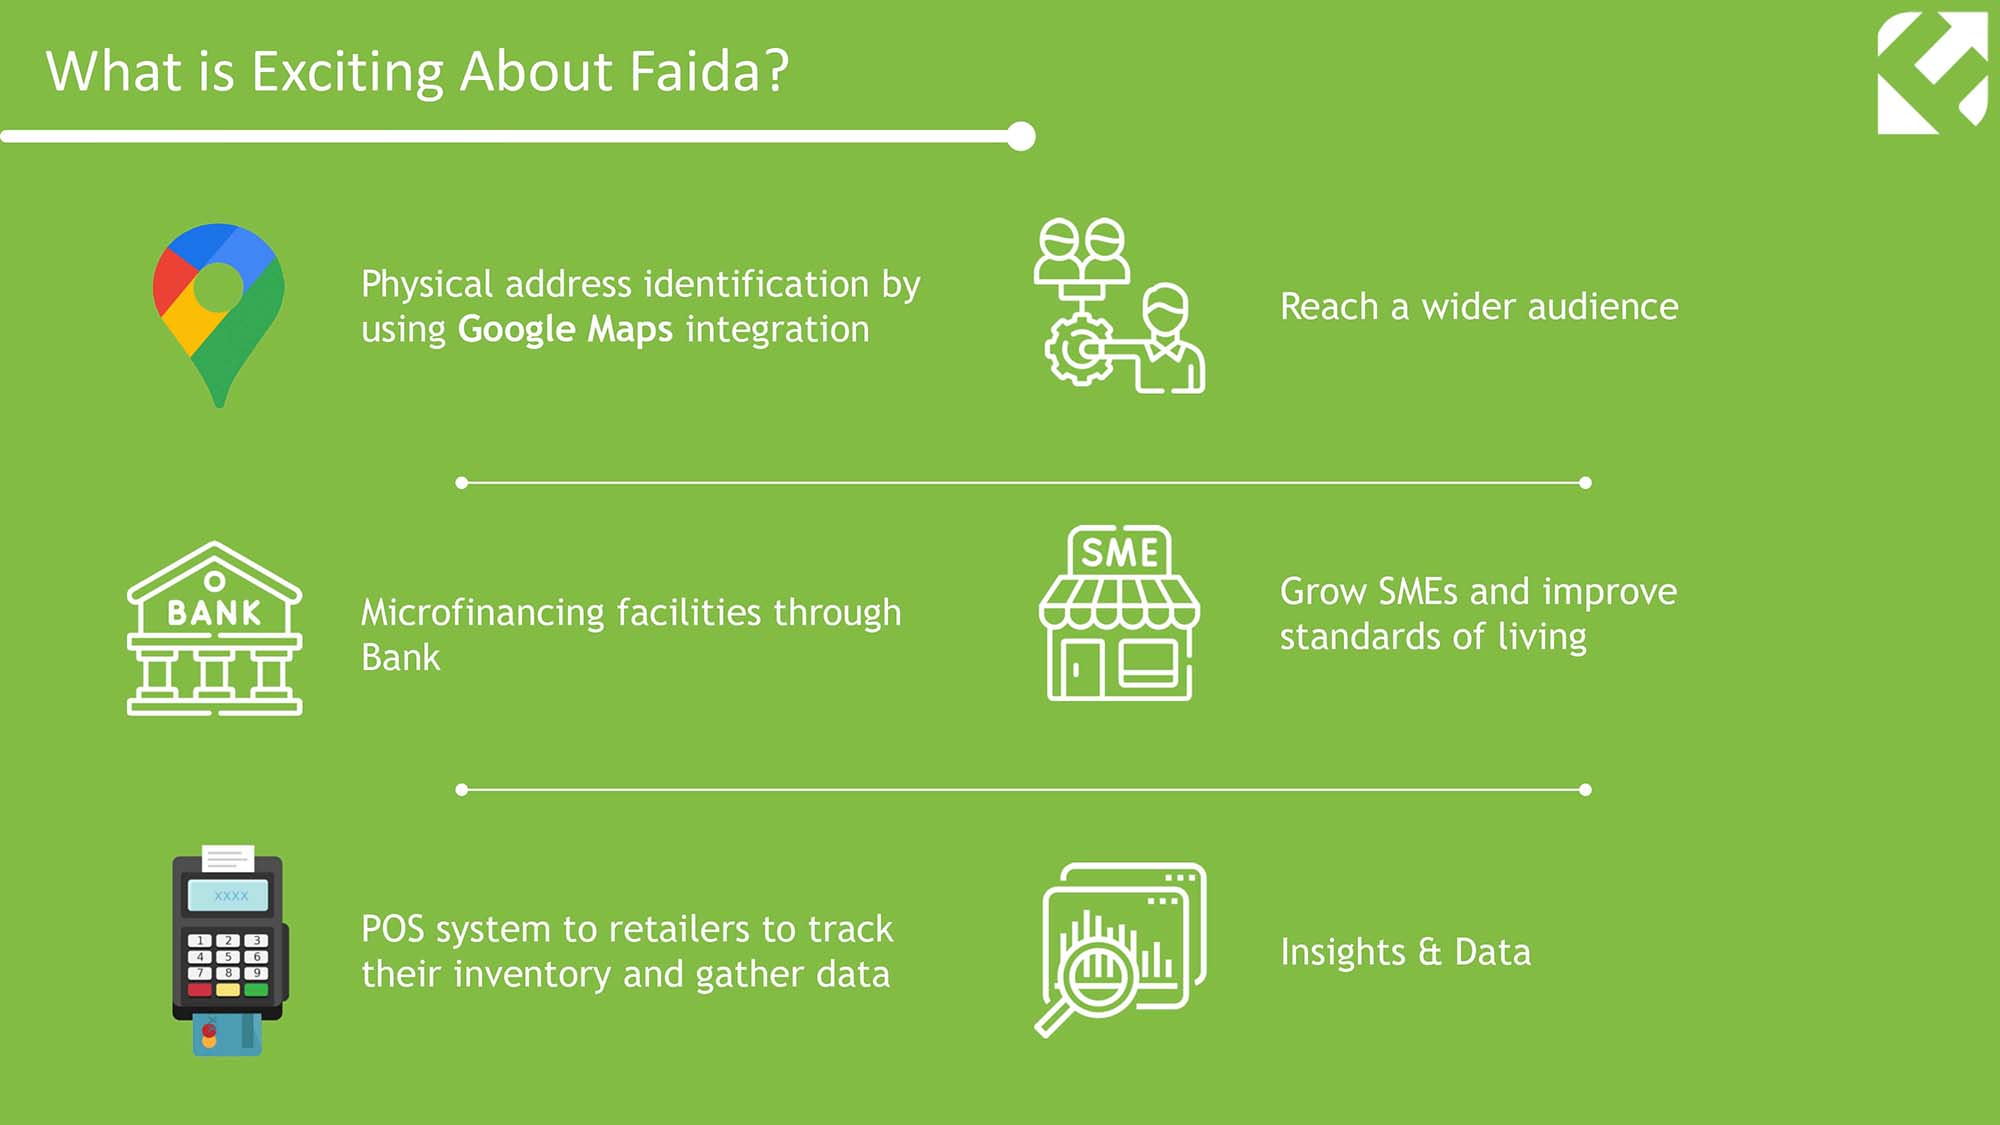 What is Exciting About Faida?
Physical address identification by
using Google Maps integration
Reach a wider audience
BANK
Microfinancing facilities through
Bank
SME
Grow SMEs and improve
standards of living
XXXX
1 2 3
4 5 6
7 8 9
POS system to retailers to track
their inventory and gather data
Insights & Data